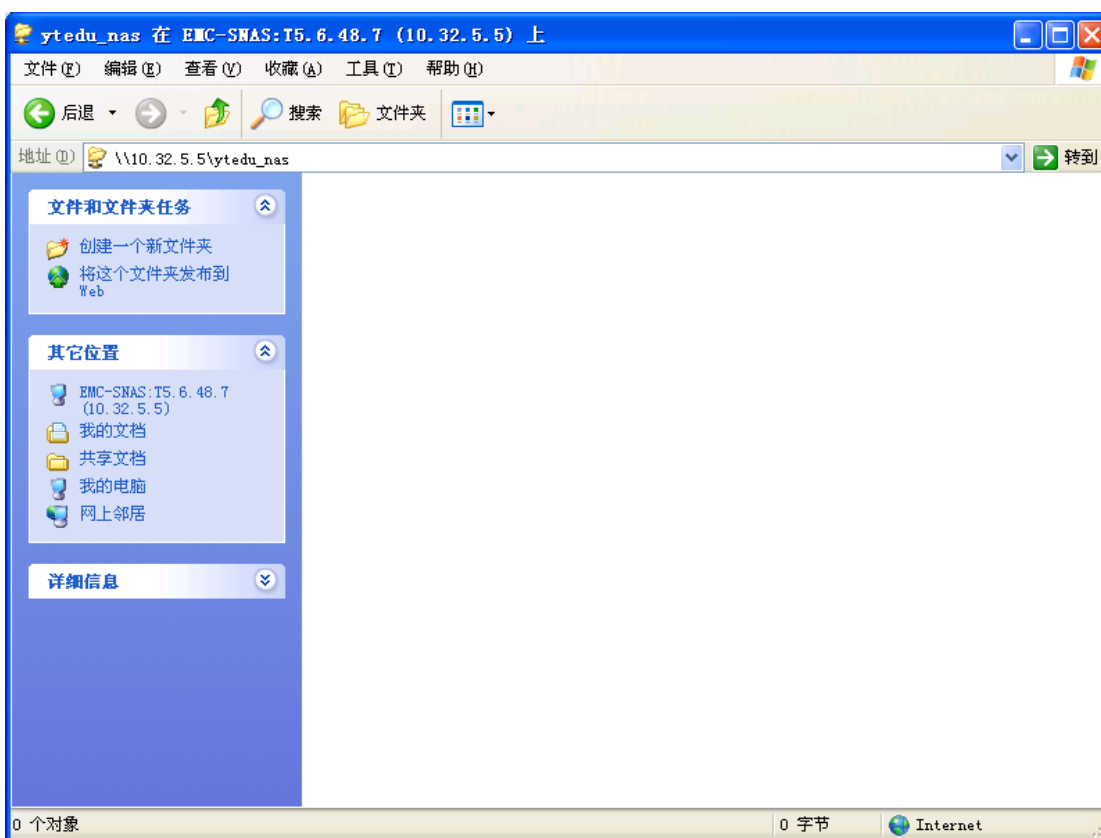 ytedu_nas 在 EMC-SNAS:T5.6.48.7 (10.32.5.5) 上
文件(F) 编辑(E) 查看(V) 收藏(A) 工具(T) 帮助(H)
后退 搜索 文件夹
地址(D) \\10.32.5.5\ytedu_nas 转到
文件和文件夹任务
创建一个新文件夹
将这个文件夹发布到
Web
其它位置
EMC-SNAS:T5.6.48.7
(10.32.5.5)
我的文档
共享文档
我的电脑
网上邻居
详细信息
0 个对象 0 字节 Internet